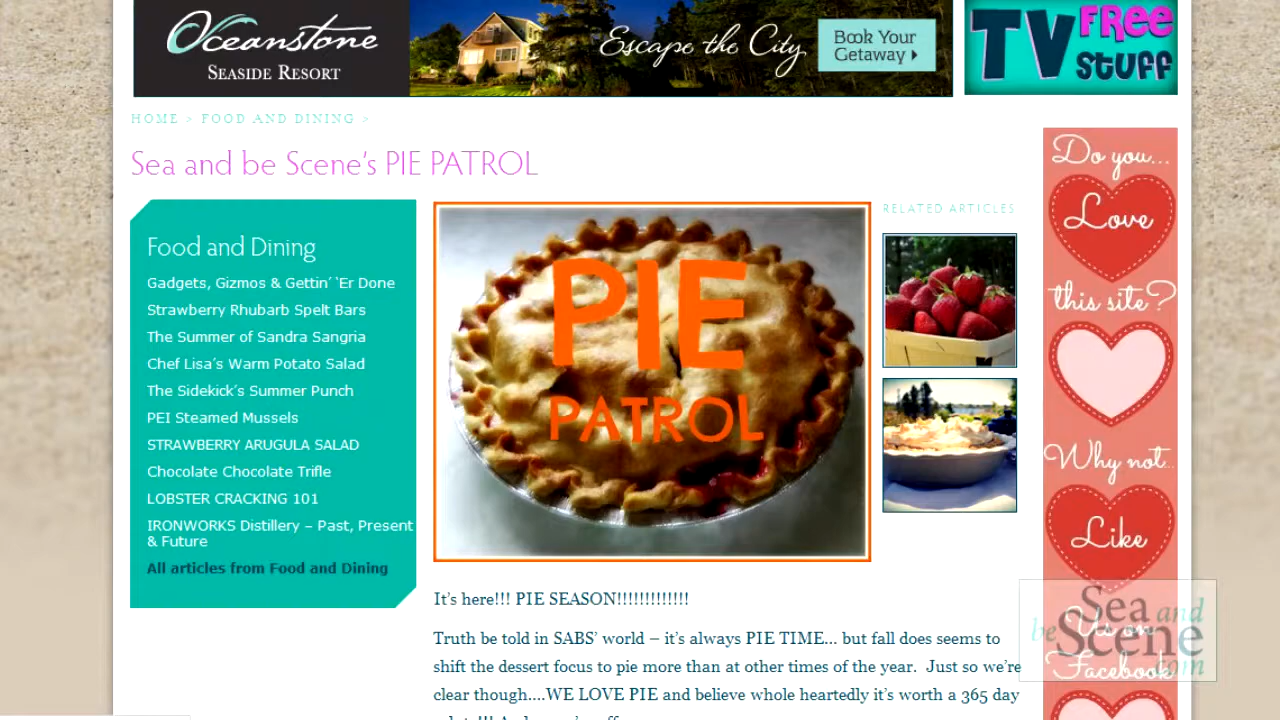 Oceanstone
SEASIDE RESORT
Escape the City
Book Your
Getaway
TV FREE
STUFF
HOME > FOOD AND DINING >
Sea and be Scene's PIE PATROL
Food and Dining
Gadgets, Gizmos & Gettin' 'Er Done
Strawberry Rhubarb Spelt Bars
The Summer of Sandra Sangria
Chef Lisa's Warm Potato Salad
The Sidekick's Summer Punch
PEI Steamed Mussels
STRAWBERRY ARUGULA SALAD
Chocolate Chocolate Trifle
LOBSTER CRACKING 101
IRONWORKS Distillery – Past, Present
& Future
All articles from Food and Dining
PIE
PATROL
It's here!!! PIE SEASON!!!!!!!!!!!!!
Truth be told in SABS' world – it's always PIE TIME… but fall does seems to
shift the dessert focus to pie more than at other times of the year.  Just so we're
clear though….WE LOVE PIE and believe whole heartedly it's worth a 365 day
RELATED ARTICLES
Do you...
Love
this site?
Why not...
Like
Us on
Facebook
Sea and
be Scene
.com